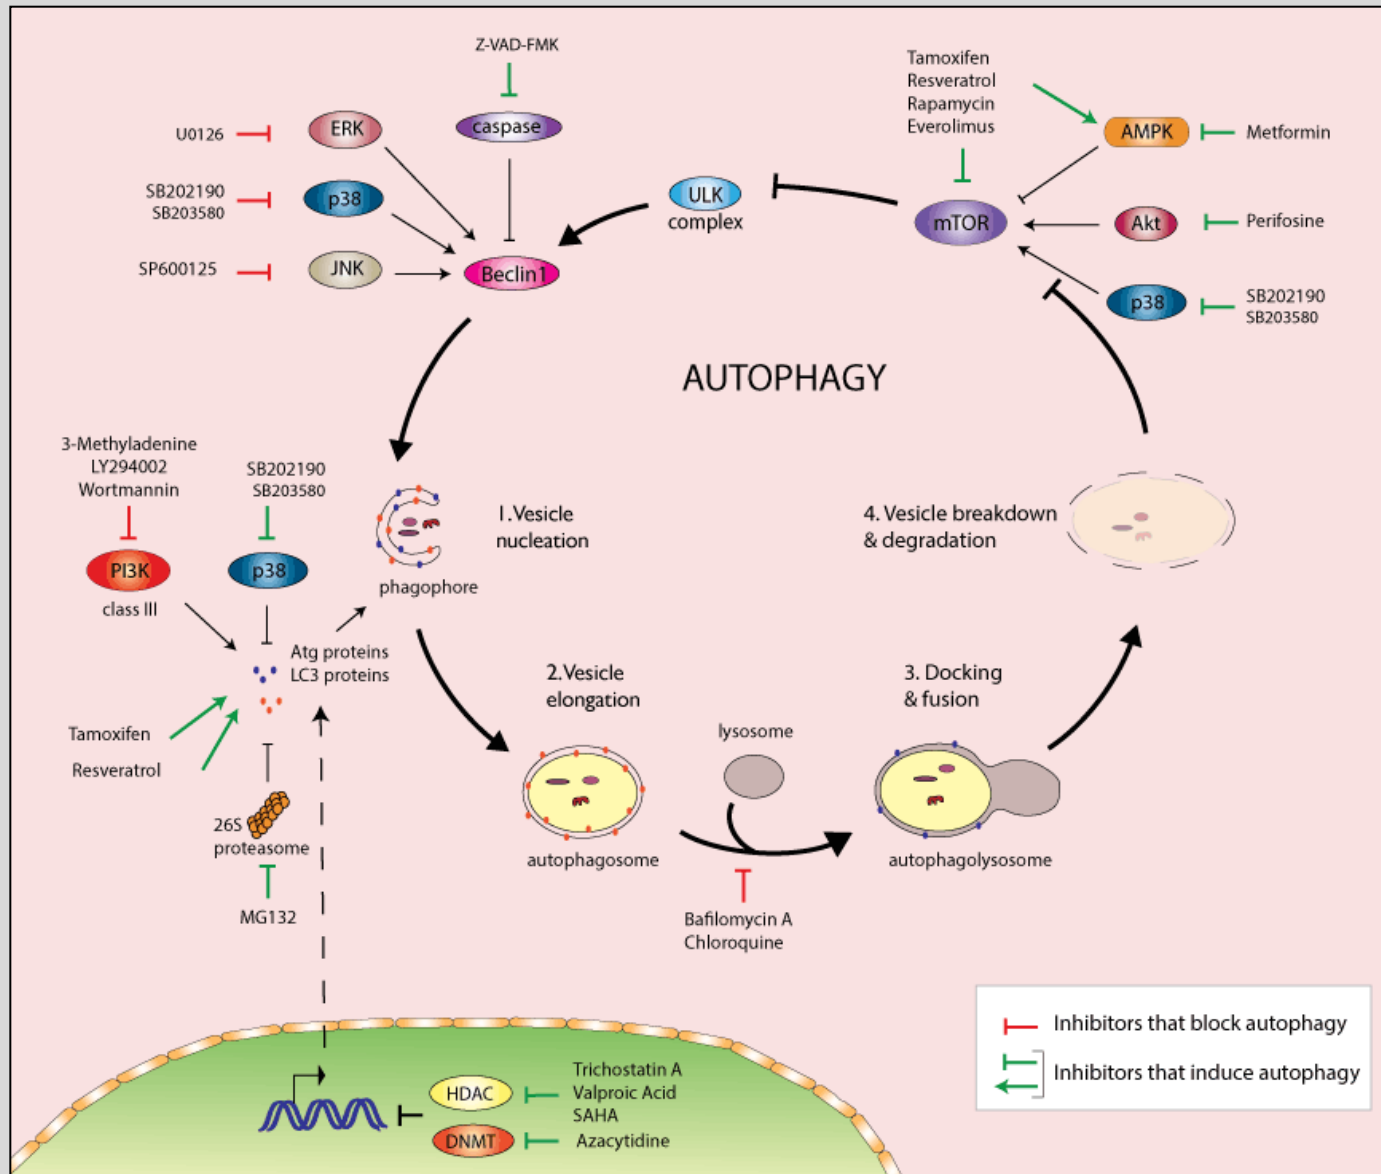 Z-VAD-FMK
caspase
U0126
ERK
SB202190
SB203580
p38
SP600125
JNK
Beclin1
ULK
complex
Tamoxifen
Resveratrol
Rapamycin
Everolimus
mTOR
AMPK
Metformin
Akt
Perifosine
p38
SB202190
SB203580
AUTOPHAGY
3-Methyladenine
LY294002
Wortmannin
PI3K
class III
SB202190
SB203580
p38
1.Vesicle
nucleation
phagophore
4. Vesicle breakdown
& degradation
Atg proteins
LC3 proteins
Tamoxifen
Resveratrol
26S
proteasome
MG132
2.Vesicle
elongation
autophagosome
lysosome
3. Docking
& fusion
autophagolysosome
Bafilomycin A
Chloroquine
HDAC
Trichostatin A
Valproic Acid
SAHA
DNMT
Azacytidine
Inhibitors that block autophagy
Inhibitors that induce autophagy